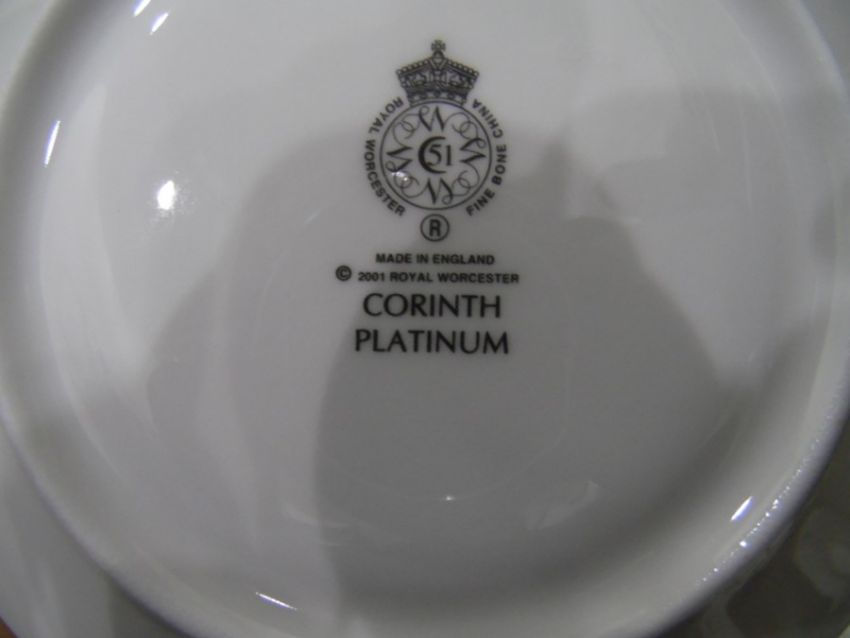 ROYAL WORCESTER
FINE BONE CHINA
51
®
MADE IN ENGLAND
© 2001 ROYAL WORCESTER
CORINTH
PLATINUM